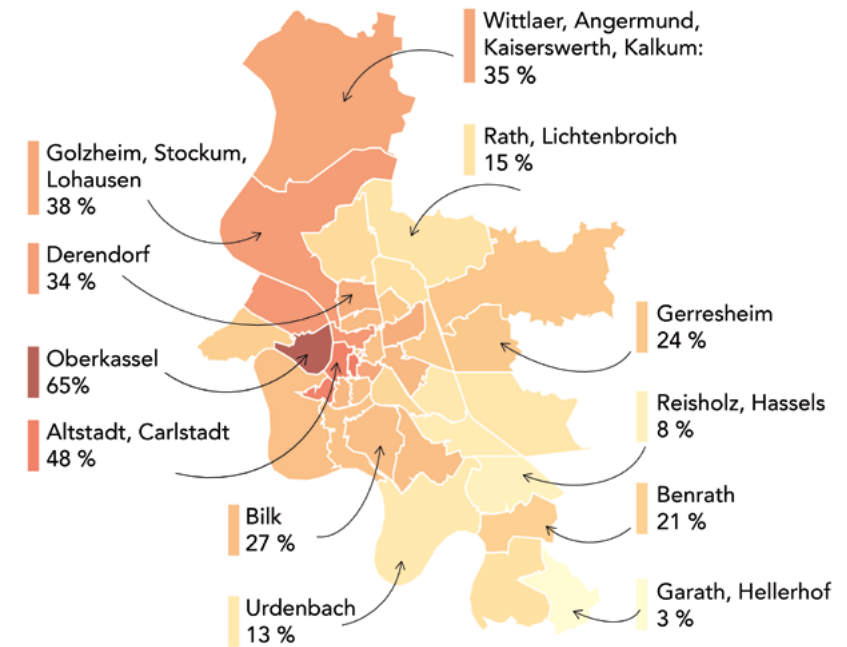 Wittlaer, Angermund,
Kaiserswerth, Kalkum:
35 %
Rath, Lichtenbroich
15 %
Golzheim, Stockum,
Lohausen
38 %
Derendorf
34 %
Oberkassel
65%
Altstadt, Carlstadt
48 %
Bilk
27 %
Urdenbach
13 %
Gerresheim
24 %
Reisholz, Hassels
8 %
Benrath
21 %
Garath, Hellerhof
3 %